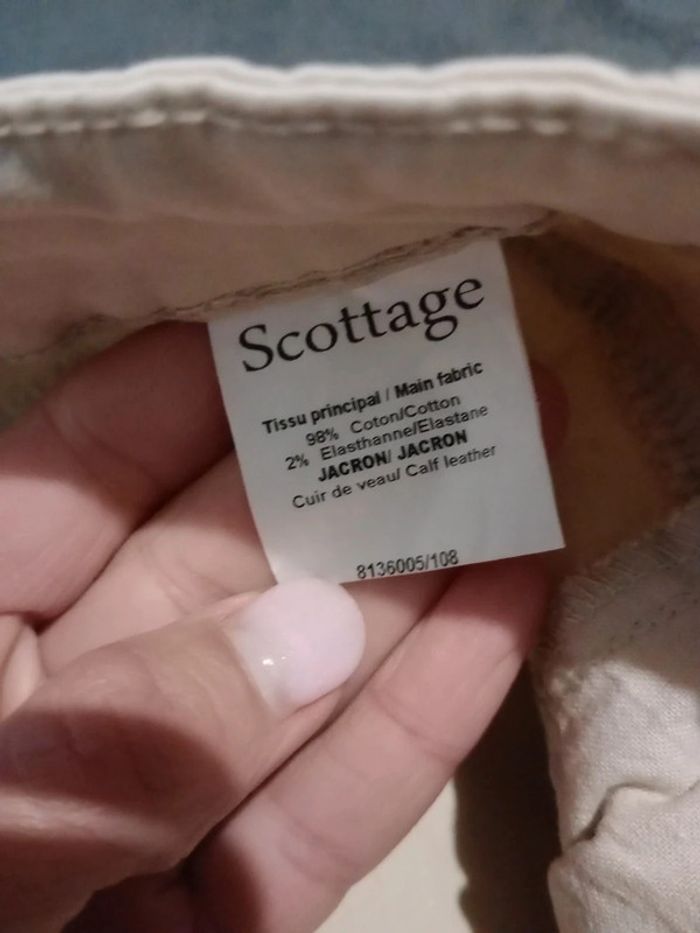 Scottage
Tissu principal / Main fabric
98% Coton/Cotton
2% Elasthanne/Elastane
JACRON/ JACRON
Cuir de veau/ Calf leather
8136005/108